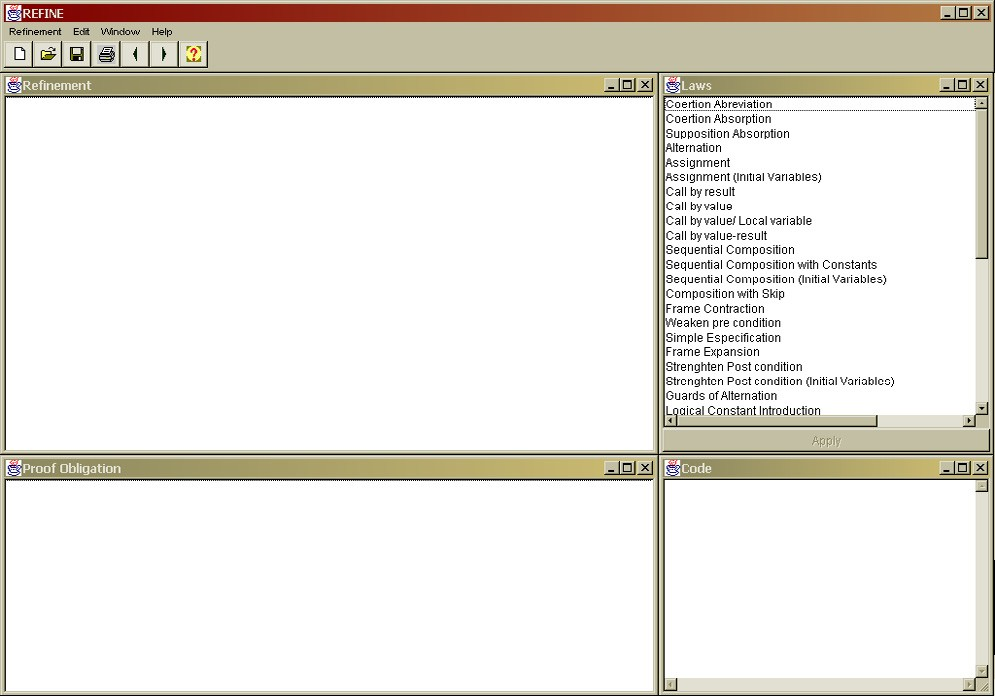 REFINE
Refinement Edit Window Help
Refinement
Laws
Coertion Abreviation
Coertion Absorption
Supposition Absorption
Alternation
Assignment
Assignment (Initial Variables)
Call by result
Call by value
Call by value/ Local variable
Call by value-result
Sequential Composition
Sequential Composition with Constants
Sequential Composition (Initial Variables)
Composition with Skip
Frame Contraction
Weaken pre condition
Simple Especification
Frame Expansion
Strenghten Post condition
Strenghten Post condition (Initial Variables)
Guards of Alternation
Logical Constant Introduction
Apply
Proof Obligation
Code